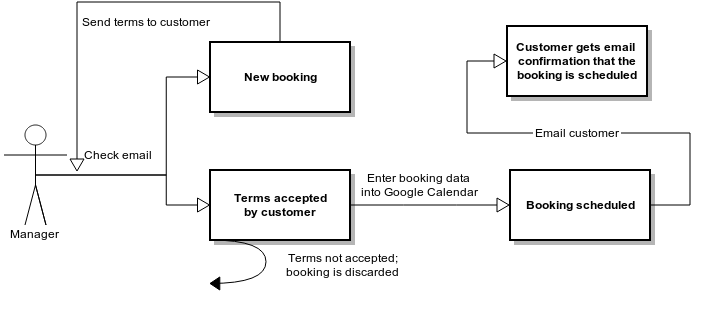 Send terms to customer
New booking
Customer gets email
confirmation that the
booking is scheduled
Check email
Email customer
Manager
Terms accepted
by customer
Enter booking data
into Google Calendar
Booking scheduled
Terms not accepted;
booking is discarded